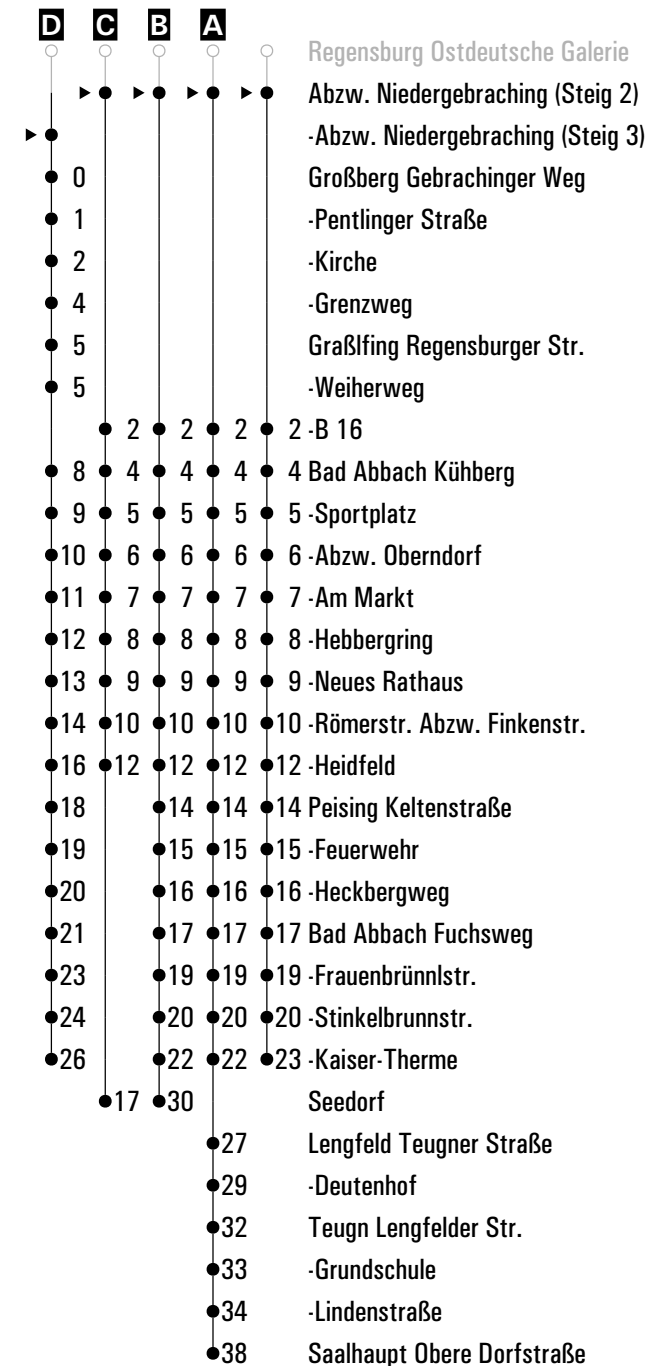 D C B A
Regensburg Ostdeutsche Galerie
Abzw. Niedergebraching (Steig 2)
-Abzw. Niedergebraching (Steig 3)
0 Großberg Gebrachinger Weg
1 -Pentlinger Straße
2 -Kirche
4 -Grenzweg
5 Graßlfing Regensburger Str.
5 -Weiherweg
2 2 2 2 -B 16
8 4 4 4 4 Bad Abbach Kühberg
9 5 5 5 5 -Sportplatz
10 6 6 6 6 -Abzw. Oberndorf
11 7 7 7 7 -Am Markt
12 8 8 8 8 -Hebbergring
13 9 9 9 9 -Neues Rathaus
14 10 10 10 10 -Römerstr. Abzw. Finkenstr.
16 12 12 12 12 -Heidfeld
18 14 14 14 Peising Keltenstraße
19 15 15 15 -Feuerwehr
20 16 16 16 -Heckbergweg
21 17 17 17 Bad Abbach Fuchsweg
23 19 19 19 -Frauenbrünnlstr.
24 20 20 20 -Stinkelbrunnstr.
26 22 22 23 -Kaiser-Therme
17 30 Seedorf
27 Lengfeld Teugner Straße
29 -Deutenhof
32 Teugn Lengfelder Str.
33 -Grundschule
34 -Lindenstraße
38 Saalhaupt Obere Dorfstraße